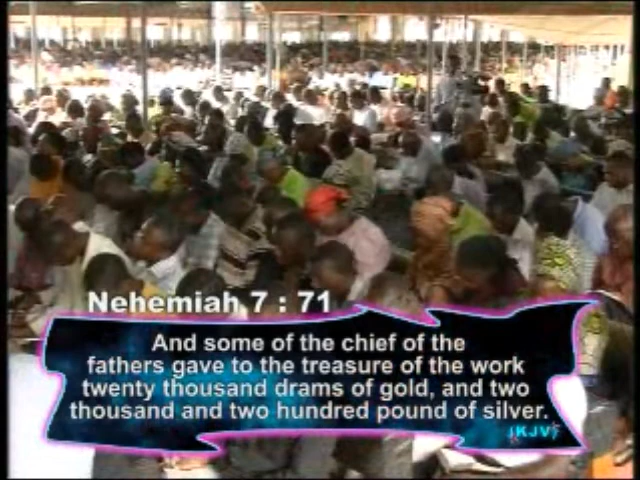 Nehemiah 7 : 71
And some of the chief of the
fathers gave to the treasure of the work
twenty thousand drams of gold, and two
thousand and two hundred pound of silver.
KJV